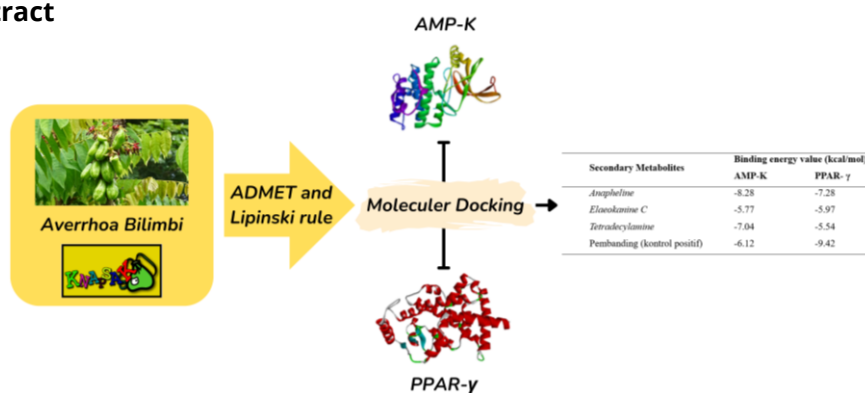 tract
AMP-K
Averrhoa Bilimbi
KNApSAcK
ADMET and
Lipinski rule
Moleculer Docking
PPAR-γ
Secondary Metabolites
Binding energy value (kcal/mol)
AMP-K PPAR- γ
Anapheline -8.28 -7.28
Elaeokanine C -5.77 -5.97
Tetradecylamine -7.04 -5.54
Pembanding (kontrol positif) -6.12 -9.42